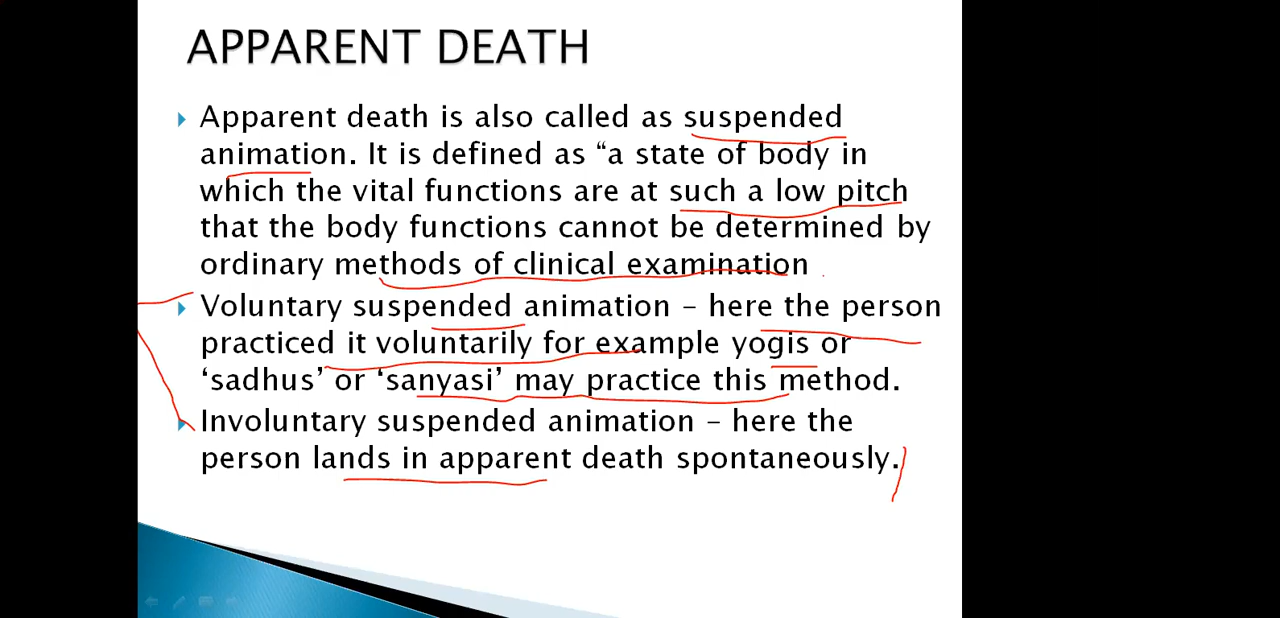 APPARENT DEATH
Apparent death is also called as suspended
animation. It is defined as “a state of body in
which the vital functions are at such a low pitch
that the body functions cannot be determined by
ordinary methods of clinical examination
Voluntary suspended animation – here the person
practiced it voluntarily for example yogis or
‘sadhus’ or ‘sanyasi’ may practice this method.
Involuntary suspended animation – here the
person lands in apparent death spontaneously.